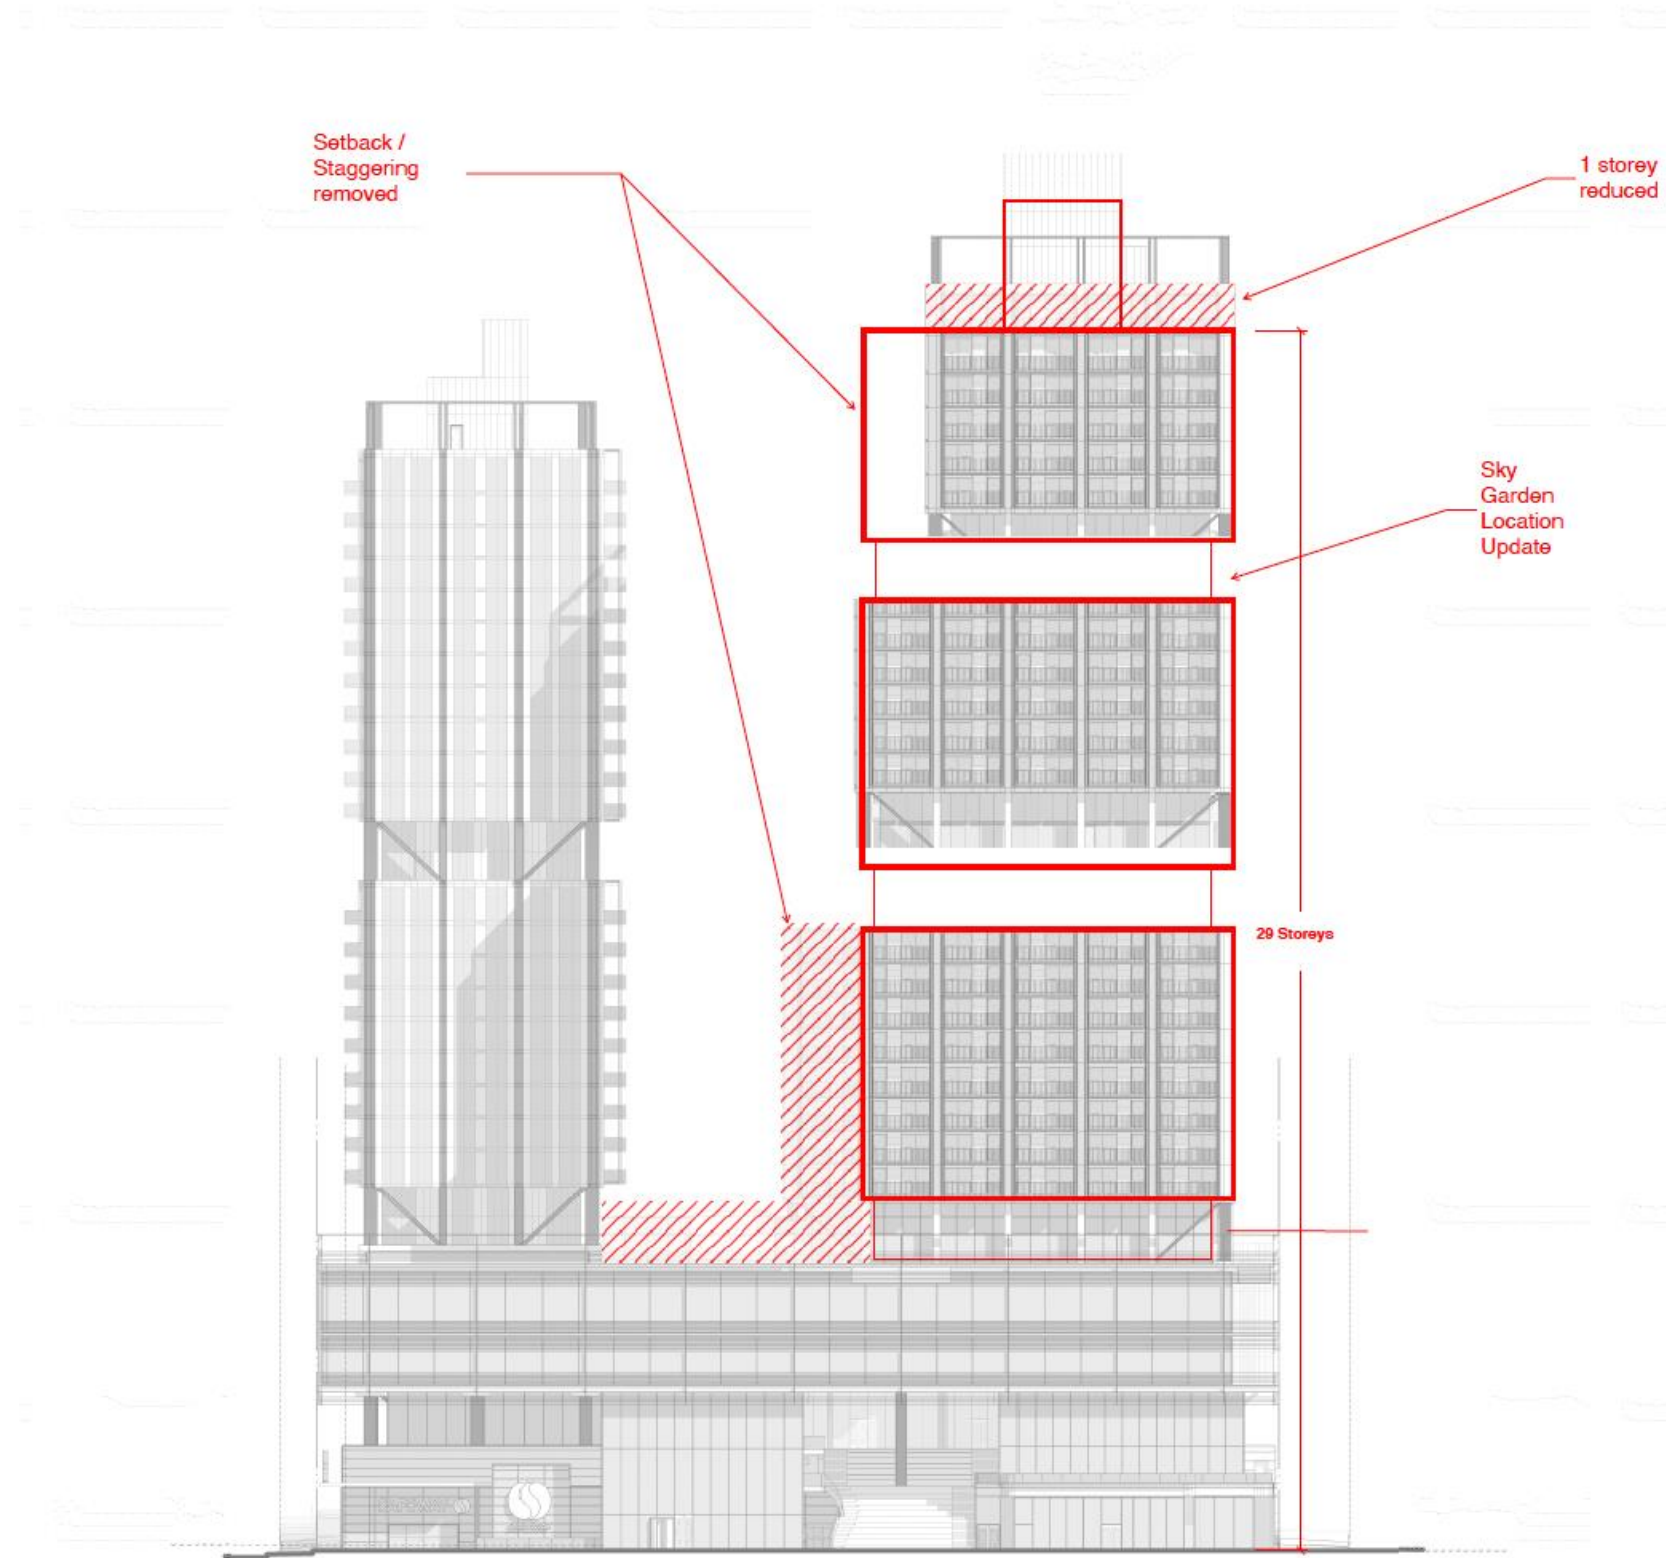 Setback /
Staggering
removed
1 storey
reduced
Sky
Garden
Location
Update
29 Storeys